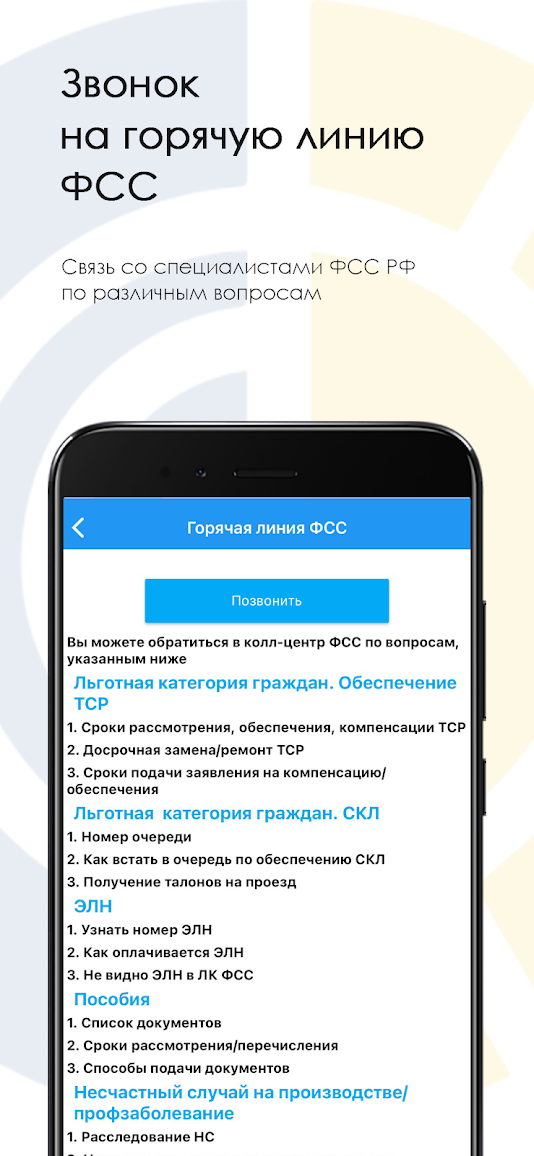 Звонок
на горячую линию
ФСС
Связь со специалистами ФСС РФ
по различным вопросам
Горячая линия ФСС
Позвонить
Вы можете обратиться в колл-центр ФСС по вопросам,
указанным ниже
Льготная категория граждан. Обеспечение
ТСР
1. Сроки рассмотрения, обеспечения, компенсации ТСР
2. Досрочная замена/ремонт ТСР
3. Сроки подачи заявления на компенсацию/
обеспечения
Льготная категория граждан. СКЛ
1. Номер очереди
2. Как встать в очередь по обеспечению СКЛ
3. Получение талонов на проезд
ЭЛН
1. Узнать номер ЭЛН
2. Как оплачивается ЭЛН
3. Не видно ЭЛН в ЛК ФСС
Пособия
1. Список документов
2. Сроки рассмотрения/перечисления
3. Способы подачи документов
Несчастный случай на производстве/
профзаболевание
1. Расследование НС